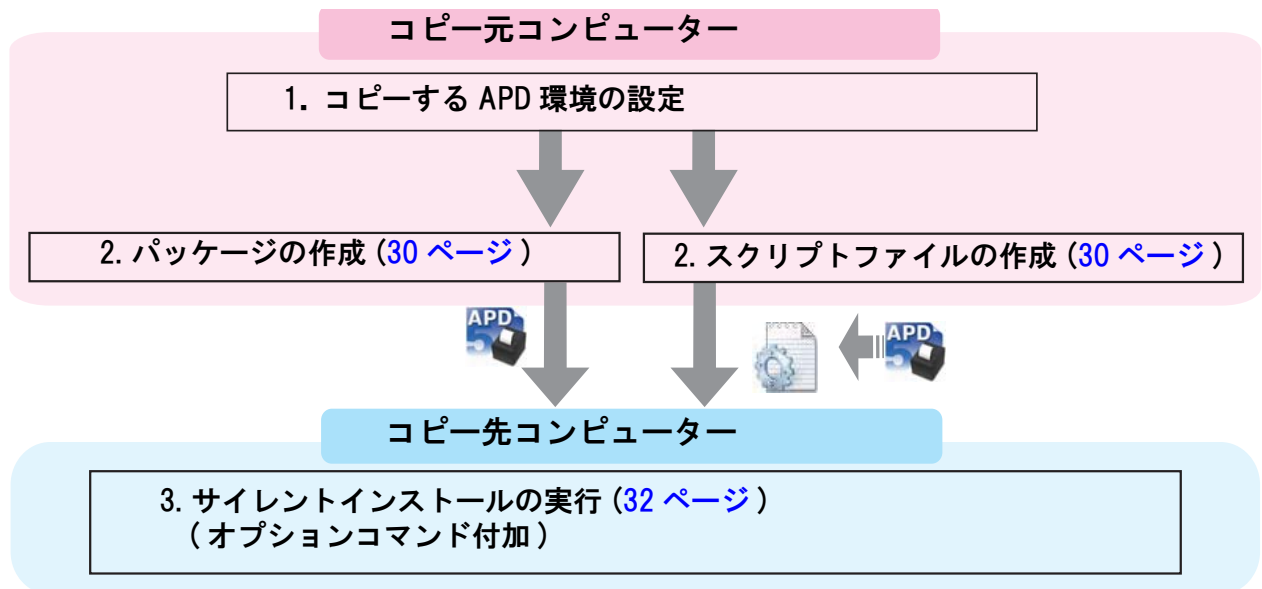 コピー元コンピューター
1. コピーする APD 環境の設定
2. パッケージの作成 (30 ページ )
2. スクリプトファイルの作成 (30 ページ )
APD
5
APD
5
コピー先コンピューター
3. サイレントインストールの実行 (32 ページ )
( オプションコマンド付加 )